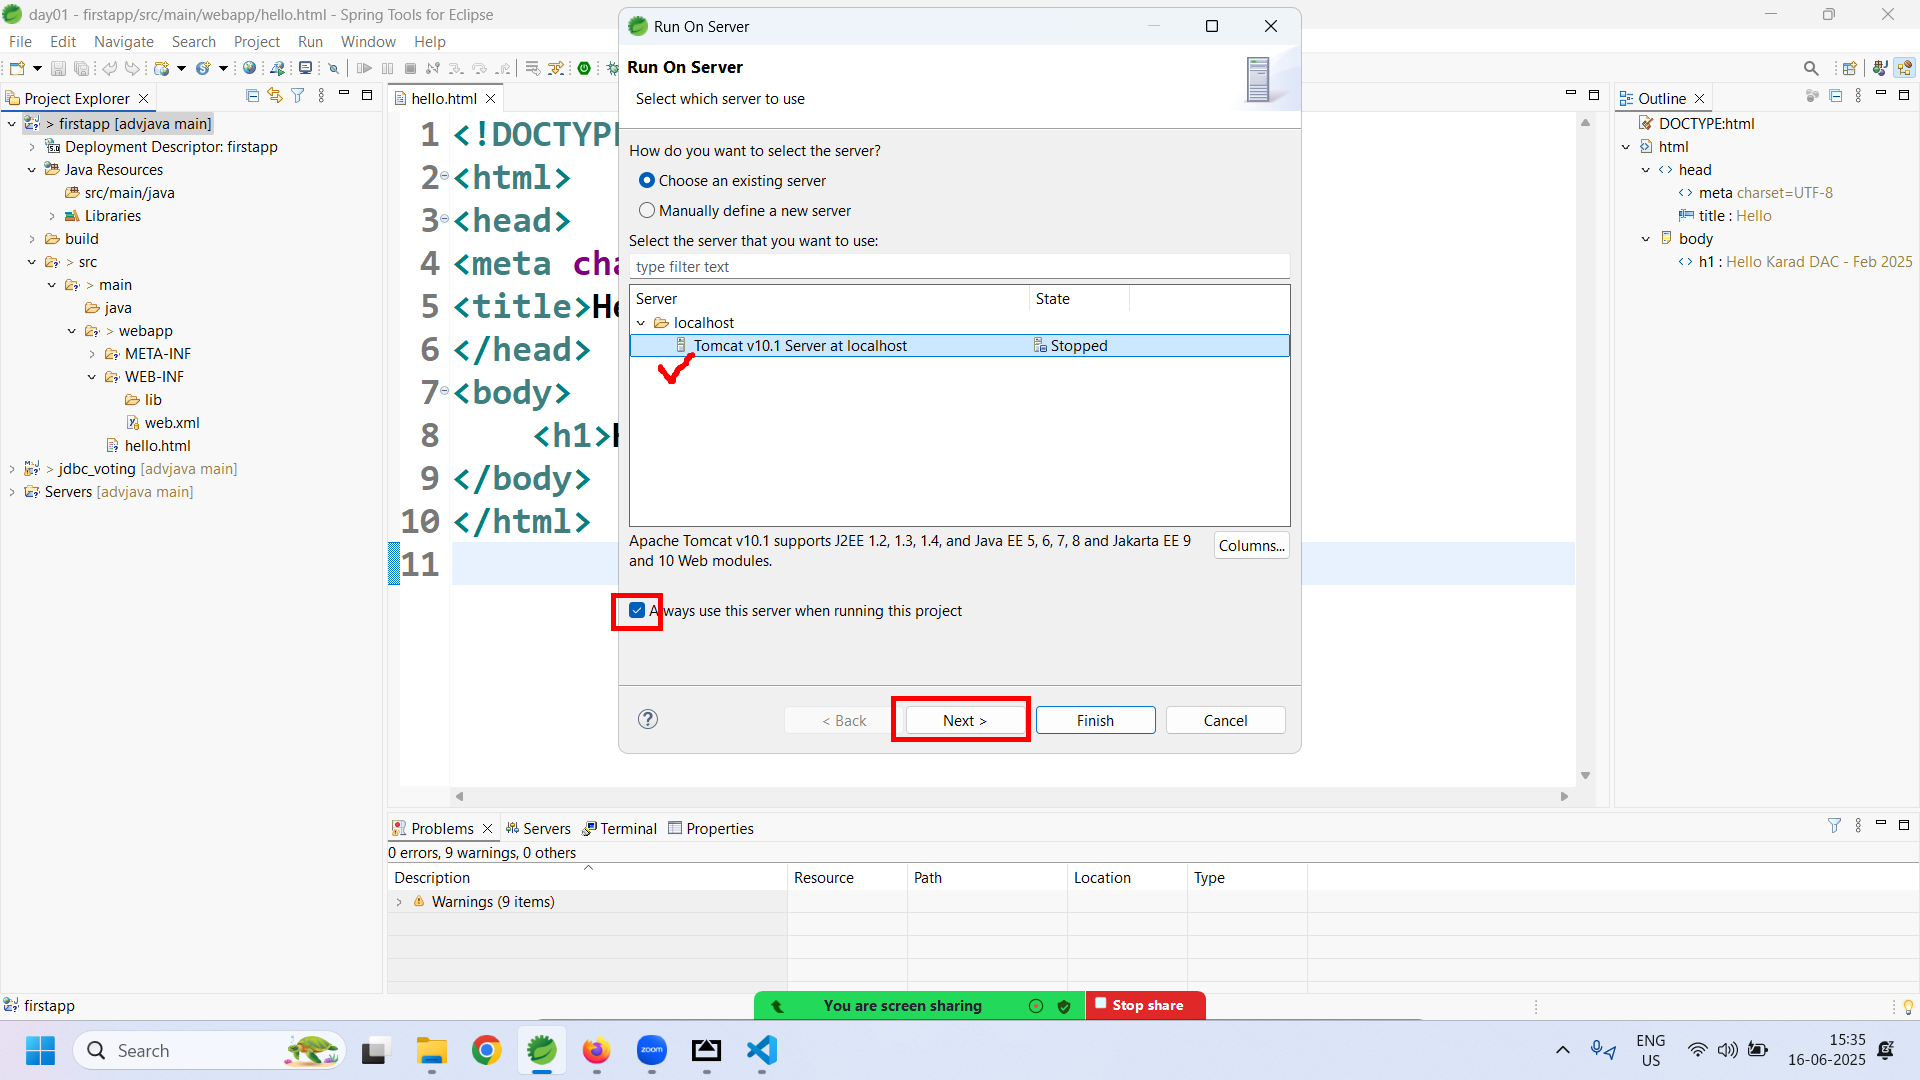 day01 - firstapp/src/main/webapp/hello.html - Spring Tools for Eclipse
File Edit Navigate Search Project Run Window Help
Project Explorer
> firstapp [advjava main]
Deployment Descriptor: firstapp
Java Resources
src/main/java
Libraries
build
> src
> main
java
> webapp
META-INF
WEB-INF
lib
web.xml
hello.html
> jdbc_voting [advjava main]
Servers [advjava main]
hello.html
1 <!DOCTYPE
2 <html>
3 <head>
4 <meta cha
5 <title>He
6 </head>
7 <body>
8 <h1>H
9 </body>
10 </html>
11
Run On Server
Run On Server
Select which server to use
How do you want to select the server?
Choose an existing server
Manually define a new server
Select the server that you want to use:
type filter text
Server State
localhost
Tomcat v10.1 Server at localhost Stopped
Apache Tomcat v10.1 supports J2EE 1.2, 1.3, 1.4, and Java EE 5, 6, 7, 8 and Jakarta EE 9
and 10 Web modules.
Columns...
Always use this server when running this project
< Back Next > Finish Cancel
Outline
DOCTYPE:html
html
head
meta charset=UTF-8
title : Hello
body
h1 : Hello Karad DAC - Feb 2025
Problems Servers Terminal Properties
0 errors, 9 warnings, 0 others
Description Resource Path Location Type
Warnings (9 items)
firstapp
You are screen sharing Stop share
Search
zoom
ENG
US
15:35
16-06-2025